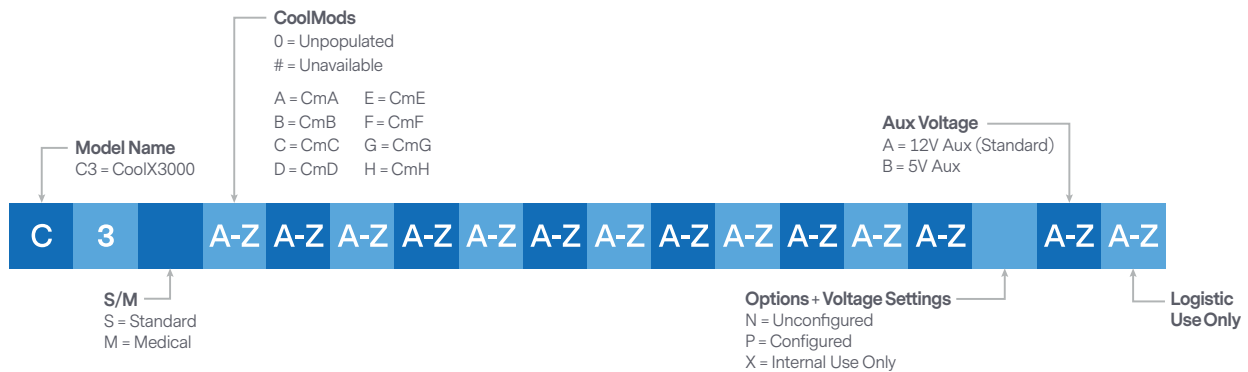 CoolMods
0 = Unpopulated
# = Unavailable
A = CmA E = CmE
B = CmB F = CmF
C = CmC G = CmG
D = CmD H = CmH
Model Name
C3 = CoolX3000
Aux Voltage
A = 12V Aux (Standard)
B = 5V Aux
C 3 A-Z A-Z A-Z A-Z A-Z A-Z A-Z A-Z A-Z A-Z A-Z A-Z A-Z A-Z
S/M
S = Standard
M = Medical
Options + Voltage Settings
N = Unconfigured
P = Configured
X = Internal Use Only
Logistic
Use Only